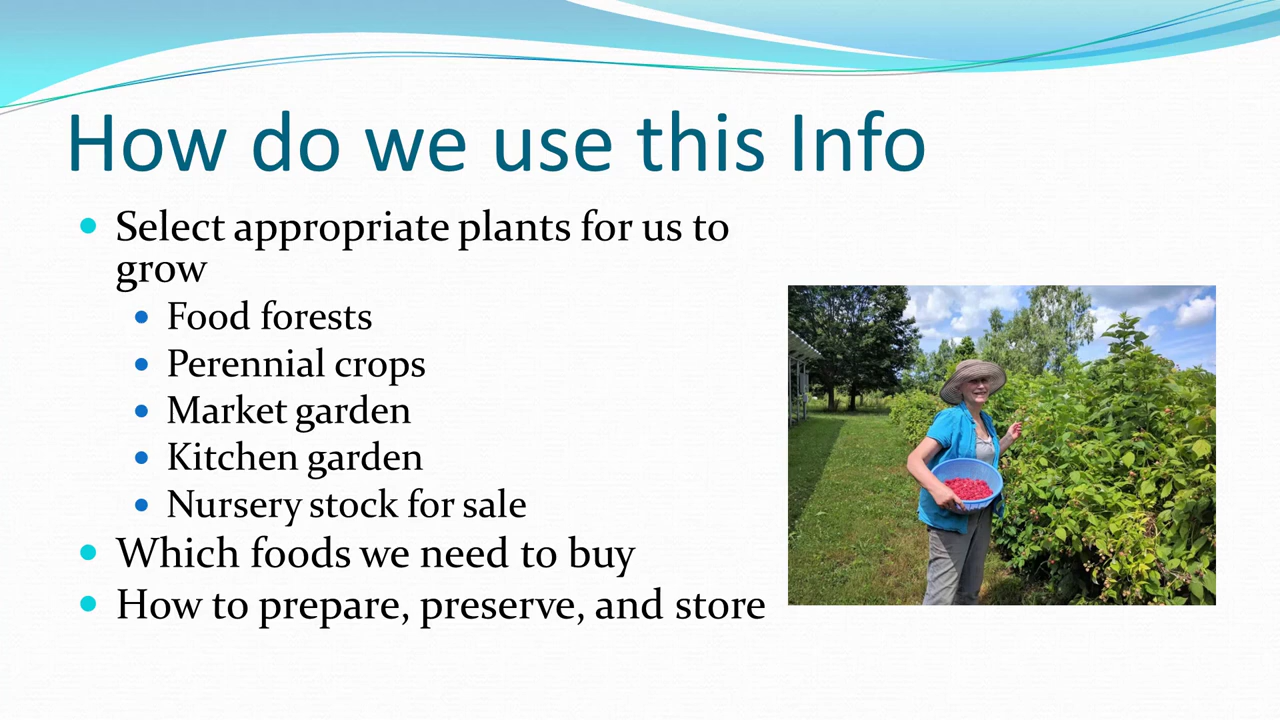 How do we use this Info
Select appropriate plants for us to
grow
Food forests
Perennial crops
Market garden
Kitchen garden
Nursery stock for sale
Which foods we need to buy
How to prepare, preserve, and store